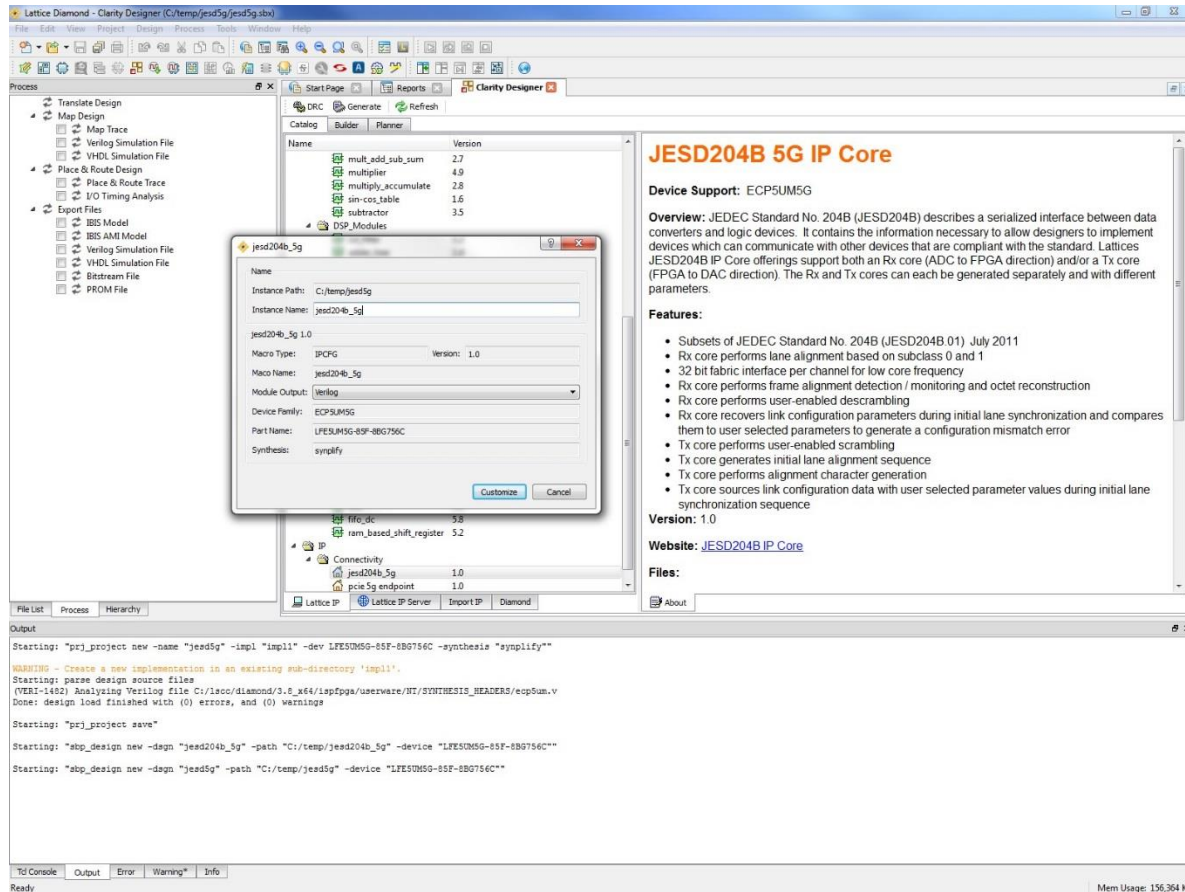 Lattice Diamond - Clarity Designer (C:/temp/jesd5g/jesd5g.sbx)
File Edit View Project Design Process Tools Window Help
Process
Start Page
Reports
Clarity Designer
Translate Design
Map Design
Map Trace
Verilog Simulation File
VHDL Simulation File
Place & Route Design
Place & Route Trace
I/O Timing Analysis
Export Files
IBIS Model
IBIS AMI Model
Verilog Simulation File
VHDL Simulation File
Bitstream File
PROM File
File List Process Hierarchy
DRC Generate Refresh
Catalog Builder Planner
Name Version
mult_add_sub_sum 2.7
multiplier 4.9
multiply_accumulate 2.8
sin-cos_table 1.6
subtractor 3.5
DSP_Modules
jesd204b_5g
Name
Instance Path: C:/temp/jesd5g
Instance Name: jesd204b_5g
jesd204b_5g 1.0
Macro Type: IPCFG Version: 1.0
Maco Name: jesd204b_5g
Module Output: Verilog
Device Family: ECP5UM5G
Part Name: LFE5UM5G-85F-8BG756C
Synthesis: synplify
Customize Cancel
fifo_dc 5.8
ram_based_shift_register 5.2
IP
Connectivity
jesd204b_5g 1.0
pcie 5g endpoint 1.0
Lattice IP Lattice IP Server Import IP Diamond
JESD204B 5G IP Core
Device Support: ECP5UM5G
Overview: JEDEC Standard No. 204B (JESD204B) describes a serialized interface between data
converters and logic devices. It contains the information necessary to allow designers to implement
devices which can communicate with other devices that are compliant with the standard. Lattices
JESD204B IP Core offerings support both an Rx core (ADC to FPGA direction) and/or a Tx core
(FPGA to DAC direction). The Rx and Tx cores can each be generated separately and with different
parameters.
Features:
• Subsets of JEDEC Standard No. 204B (JESD204B.01) July 2011
• Rx core performs lane alignment based on subclass 0 and 1
• 32 bit fabric interface per channel for low core frequency
• Rx core performs frame alignment detection / monitoring and octet reconstruction
• Rx core performs user-enabled descrambling
• Rx core recovers link configuration parameters during initial lane synchronization and compares
them to user selected parameters to generate a configuration mismatch error
• Tx core performs user-enabled scrambling
• Tx core generates initial lane alignment sequence
• Tx core performs alignment character generation
• Tx core sources link configuration data with user selected parameter values during initial lane
synchronization sequence
Version: 1.0
Website: JESD204B IP Core
Files:
About
Output
Starting: "prj_project new -name "jesd5g" -impl "impl1" -dev LFE5UM5G-85F-8BG756C -synthesis "synplify""
WARNING - Create a new implementation in an existing sub-directory 'impl1'.
Starting: parse design source files
(VERI-1482) Analyzing Verilog file C:/lscc/diamond/3.8_x64/ispfpga/userware/NT/SYNTHESIS_HEADERS/ecp5um.v
Done: design load finished with (0) errors, and (0) warnings
Starting: "prj_project save"
Starting: "sbp_design new -dsgn "jesd204b_5g" -path "C:/temp/jesd204b_5g" -device "LFE5UM5G-85F-8BG756C""
Starting: "sbp_design new -dsgn "jesd5g" -path "C:/temp/jesd5g" -device "LFE5UM5G-85F-8BG756C""
Tcl Console Output Error Warning* Info
Ready
Mem Usage: 156,364